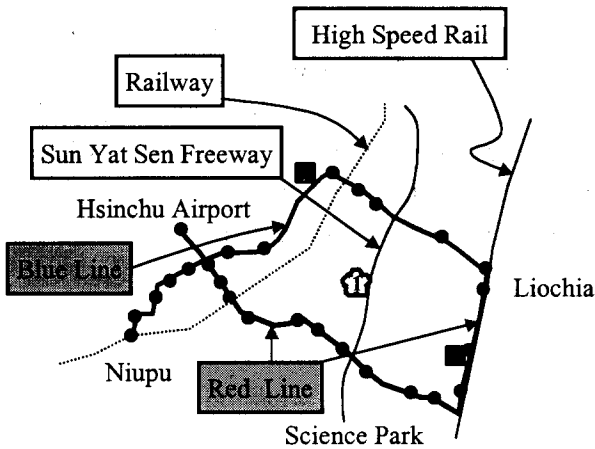 High Speed Rail
Railway
Sun Yat Sen Freeway
Hsinchu Airport
Blue Line
1
Liochia
Niupu
Red Line
Science Park